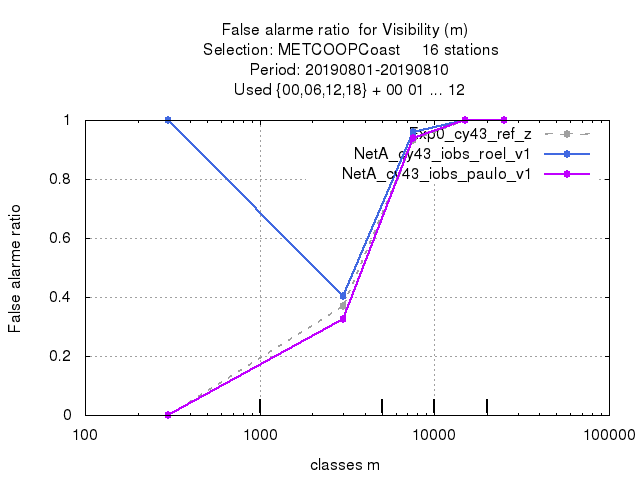 False alarme ratio for Visibility (m)
Selection: METCOOPCoast 16 stations
Period: 20190801-20190810
Used {00,06,12,18} + 00 01 ... 12
1
0.8
0.6
0.4
0.2
0
False alarme ratio
Exp0_cy43_ref_z
NetA_cy43_iobs_roel_v1
NetA_cy43_iobs_paulo_v1
100
1000
10000
100000
classes m